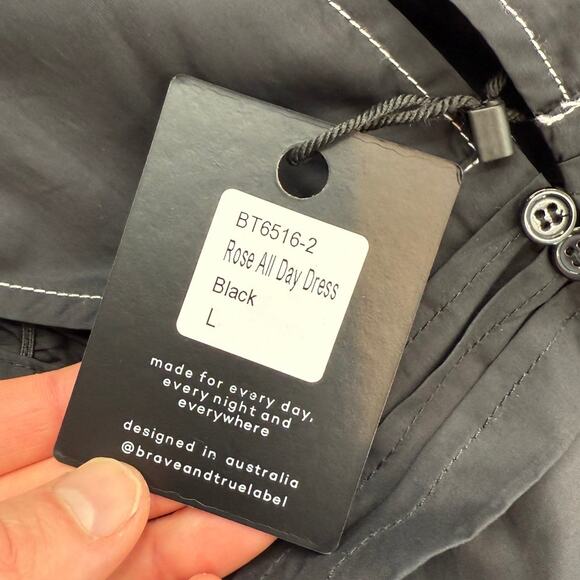 BT6516-2
Rose All Day Dress
Black
L
made for every day,
every night and
everywhere
designed in australia
@braveandtruelabel